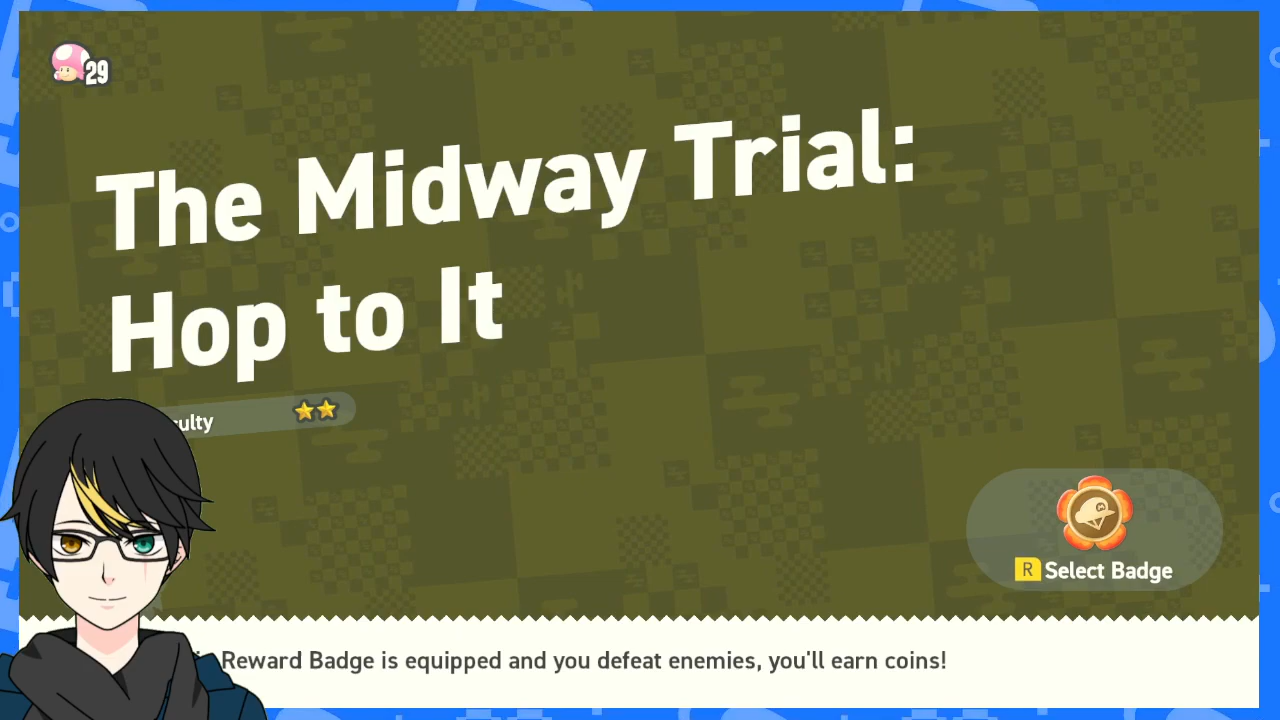 29
The Midway Trial:
Hop to It
R Select Badge
Reward Badge is equipped and you defeat enemies, you'll earn coins!